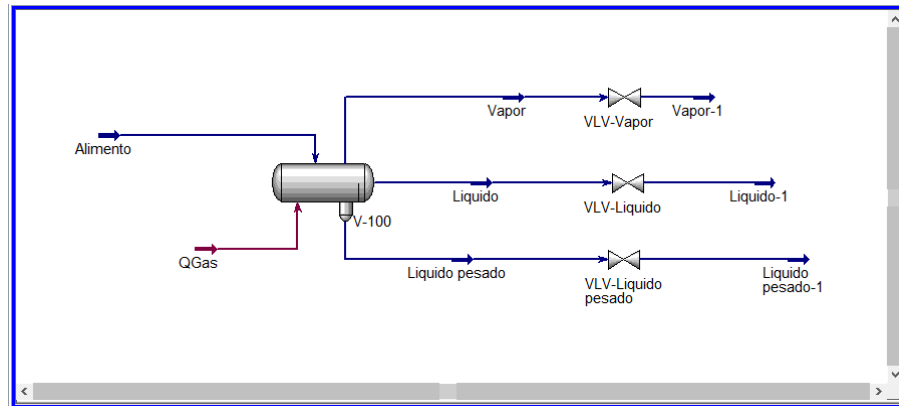 Vapor
VLV-Vapor
Vapor-1
Alimento
Liquido
VLV-Liquido
Liquido-1
V-100
QGas
Liquido pesado
VLV-Liquido
pesado
Liquido
pesado-1